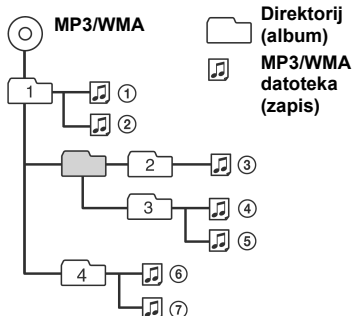 MP3/WMA
Direktorij
(album)
MP3/WMA
datoteka
(zapis)
1
①
②
2
③
3
④
⑤
4
⑥
⑦